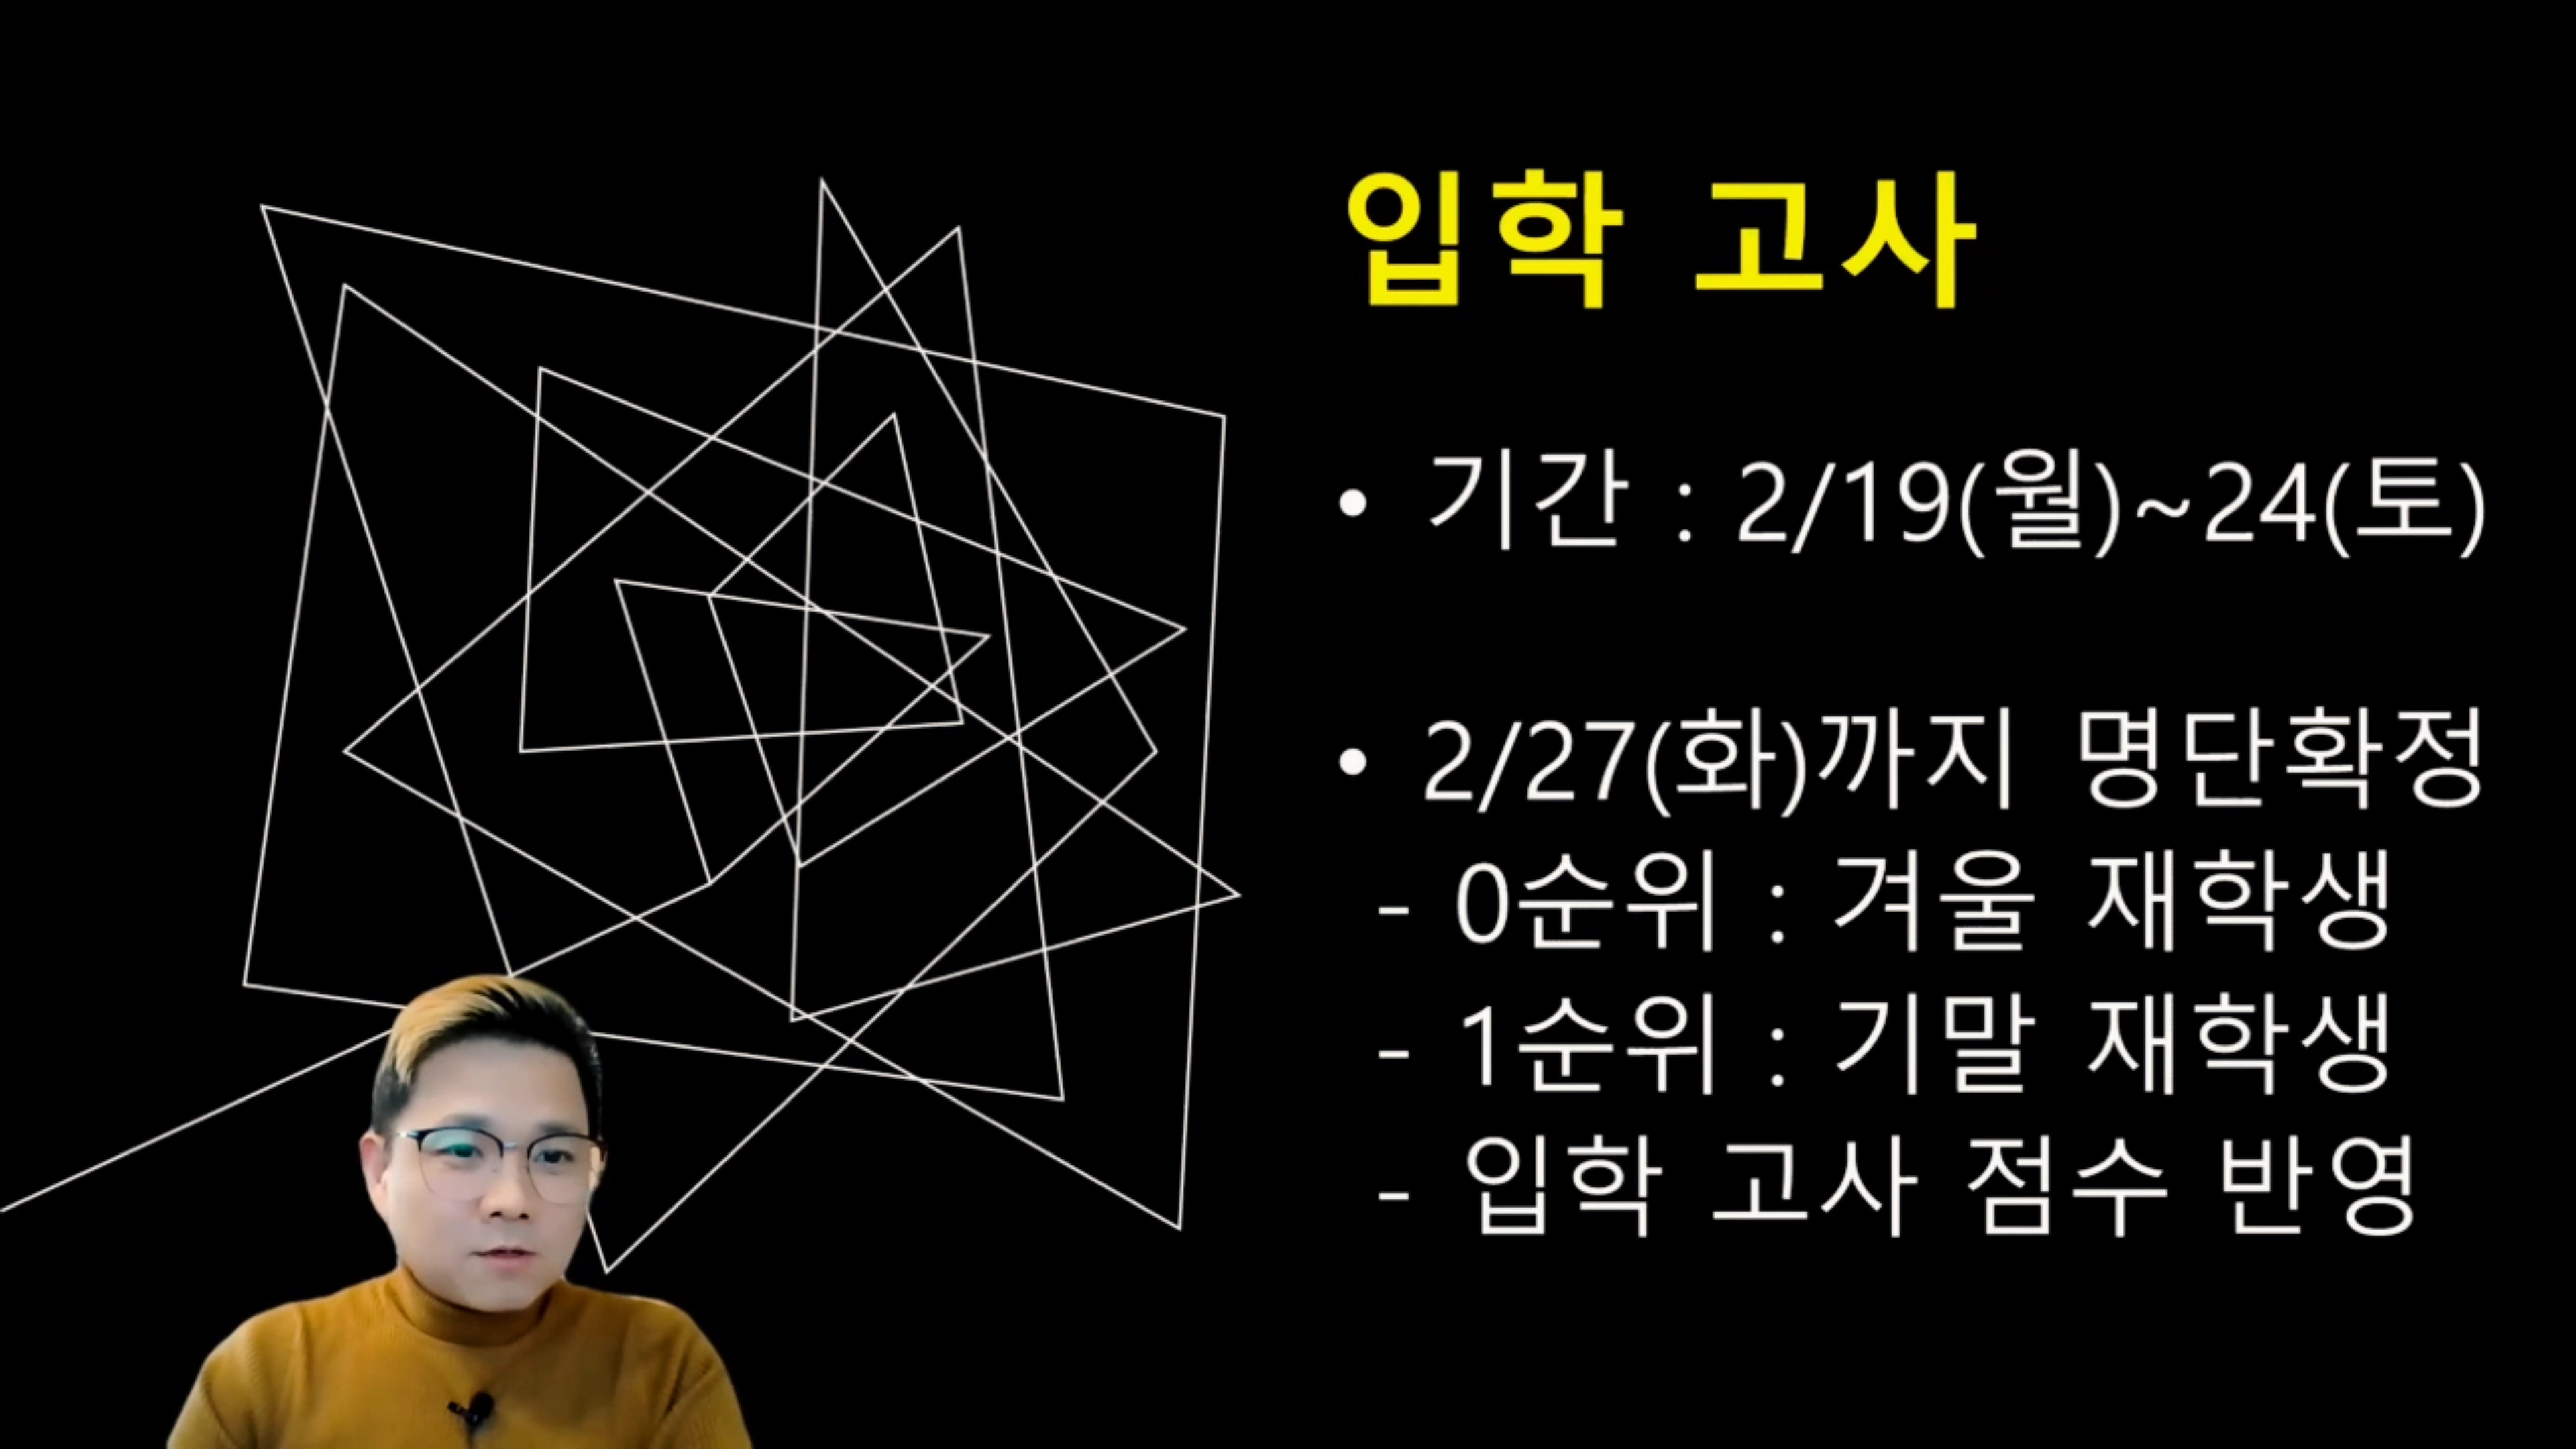 입학 고사
• 기간 : 2/19(월)~24(토)
• 2/27(화)까지 명단확정
- 0순위 : 겨울 재학생
- 1순위 : 기말 재학생
- 입학 고사 점수 반영